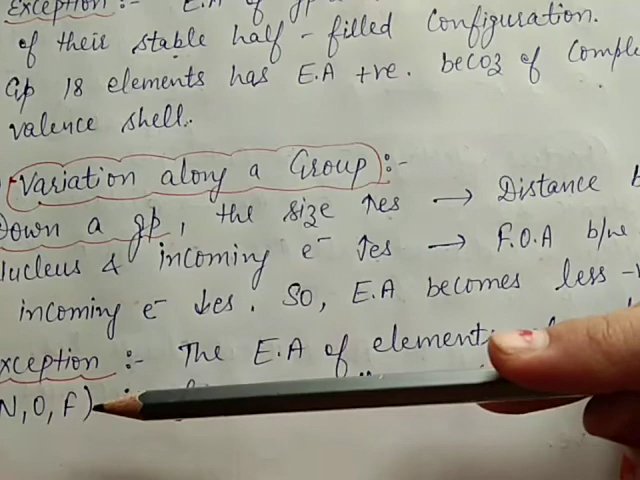 Exception :- E.A of gp
of their stable half-filled configuration.
Gp 18 elements has E.A +ve. becoz of Comple
valence shell.
Variation along a Group :-
Down a gp, the size ↑es → Distance b
Nucleus & incoming e⁻ ↑es → F.O.A b/we
incoming e⁻ ↓es. So, E.A becomes less -v
Exception :- The E.A of element
N, O, F)